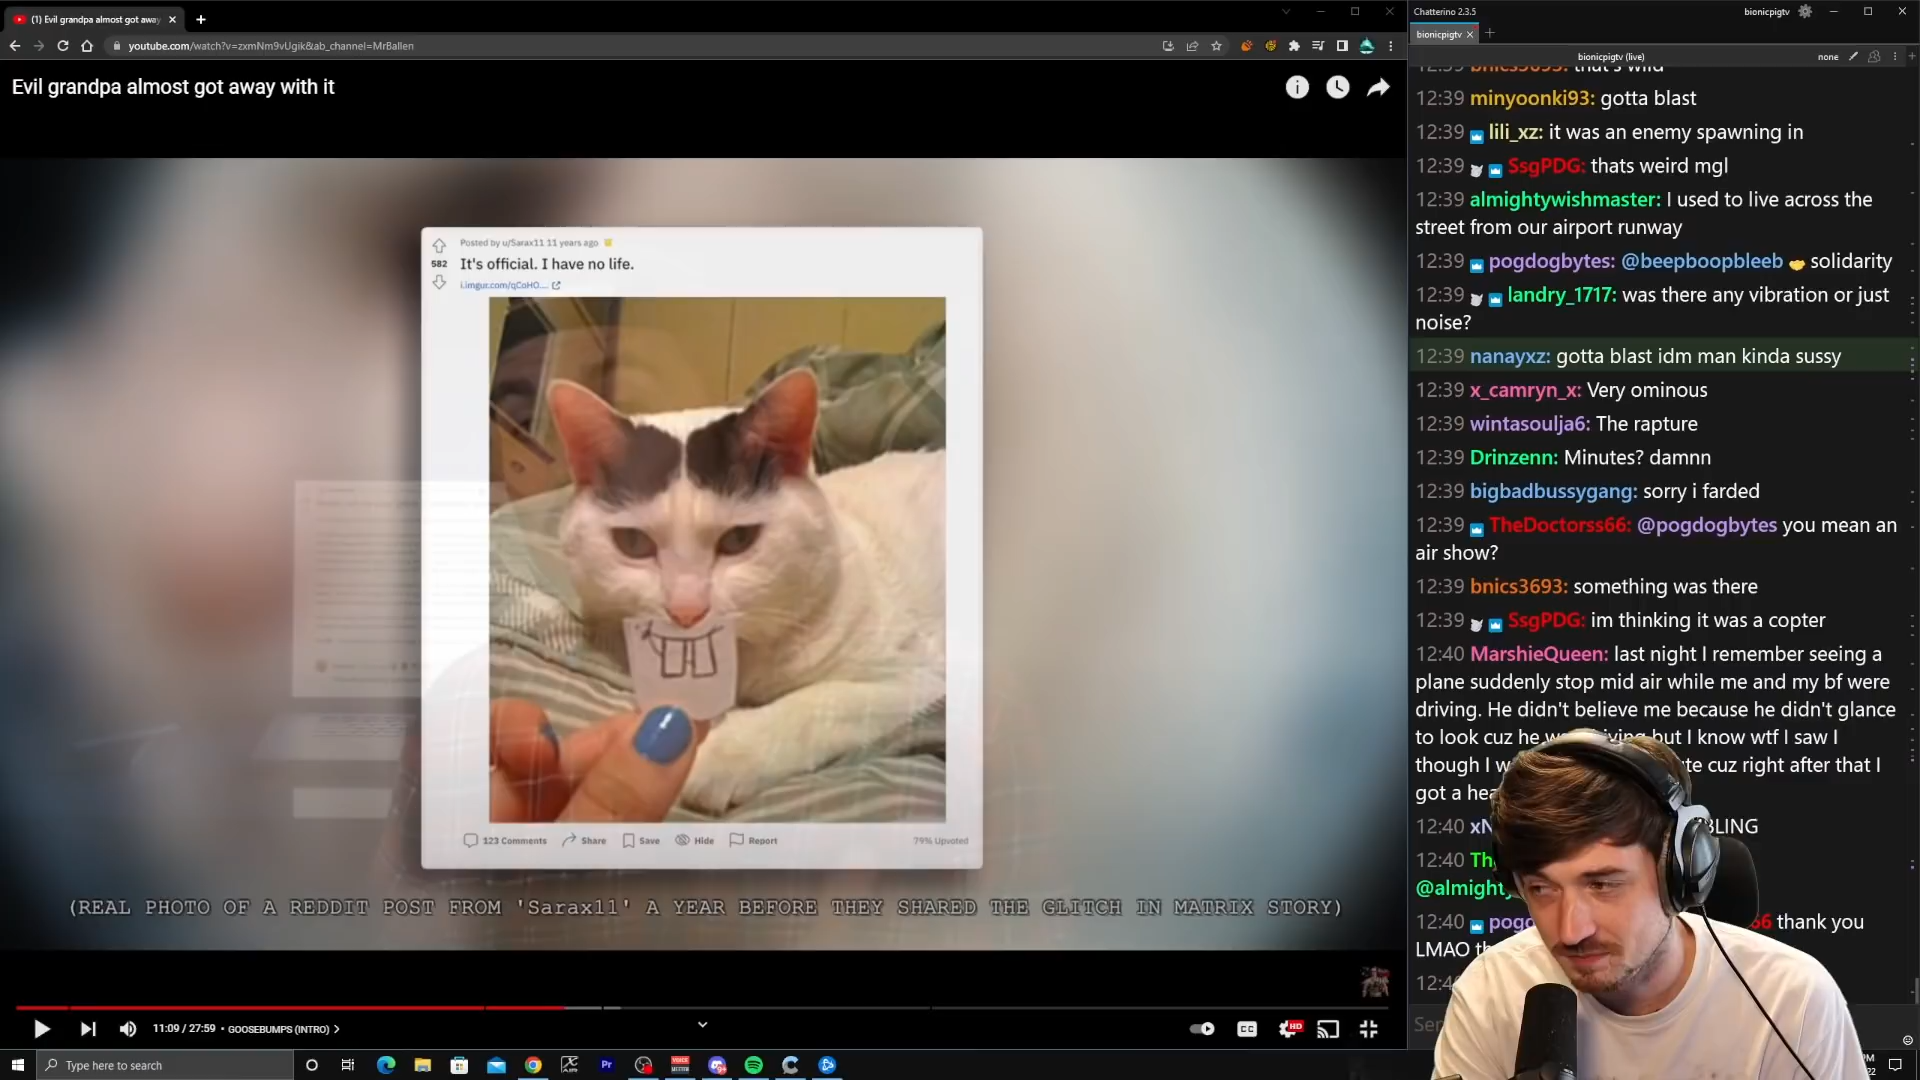 (1) Evil grandpa almost got away
youtube.com/watch?v=zxmNm9vUgik&ab_channel=MrBallen
Evil grandpa almost got away with it
Posted by u/Sarax11 11 years ago
582
It's official. I have no life.
i.imgur.com/qCoHO....
123 Comments Share Save Hide Report 79% Upvoted
(REAL PHOTO OF A REDDIT POST FROM 'Sarax11' A YEAR BEFORE THEY SHARED THE GLITCH IN MATRIX STORY)
11:09 / 27:59 • GOOSEBUMPS (INTRO)
CC
HD
Type here to search
Pr
Chatterino 2.3.5
bionicpigtv
bionicpigtv
bionicpigtv (live)
none
12:39 bnics3693: that's wild
12:39 minyoonki93: gotta blast
12:39 lili_xz: it was an enemy spawning in
12:39 SsgPDG: thats weird mgl
12:39 almightywishmaster: I used to live across the
street from our airport runway
12:39 pogdogbytes: @beepboopbleeb solidarity
12:39 landry_1717: was there any vibration or just
noise?
12:39 nanayxz: gotta blast idm man kinda sussy
12:39 x_camryn_x: Very ominous
12:39 wintasoulja6: The rapture
12:39 Drinzenn: Minutes? damnn
12:39 bigbadbussygang: sorry i farded
12:39 TheDoctorss66: @pogdogbytes you mean an
air show?
12:39 bnics3693: something was there
12:39 SsgPDG: im thinking it was a copter
12:40 MarshieQueen: last night I remember seeing a
plane suddenly stop mid air while me and my bf were
driving. He didn't believe me because he didn't glance
to look cuz he but I know wtf I saw I
though I cuz right after that I
got a
12:40 BLING
12:40
12:40 thank you
LMAO